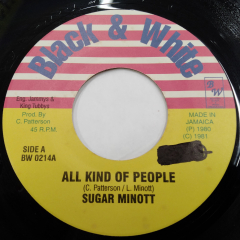 Black & White
Eng. Jammys &
King Tubbys
Prod. By
C. Patterson
45 R.P.M.
MADE IN
JAMAICA
(P) 1980
(C) 1981
SIDE A
BW 0214A
ALL KIND OF PEOPLE
(C. Patterson / L. Minott)
SUGAR MINOTT